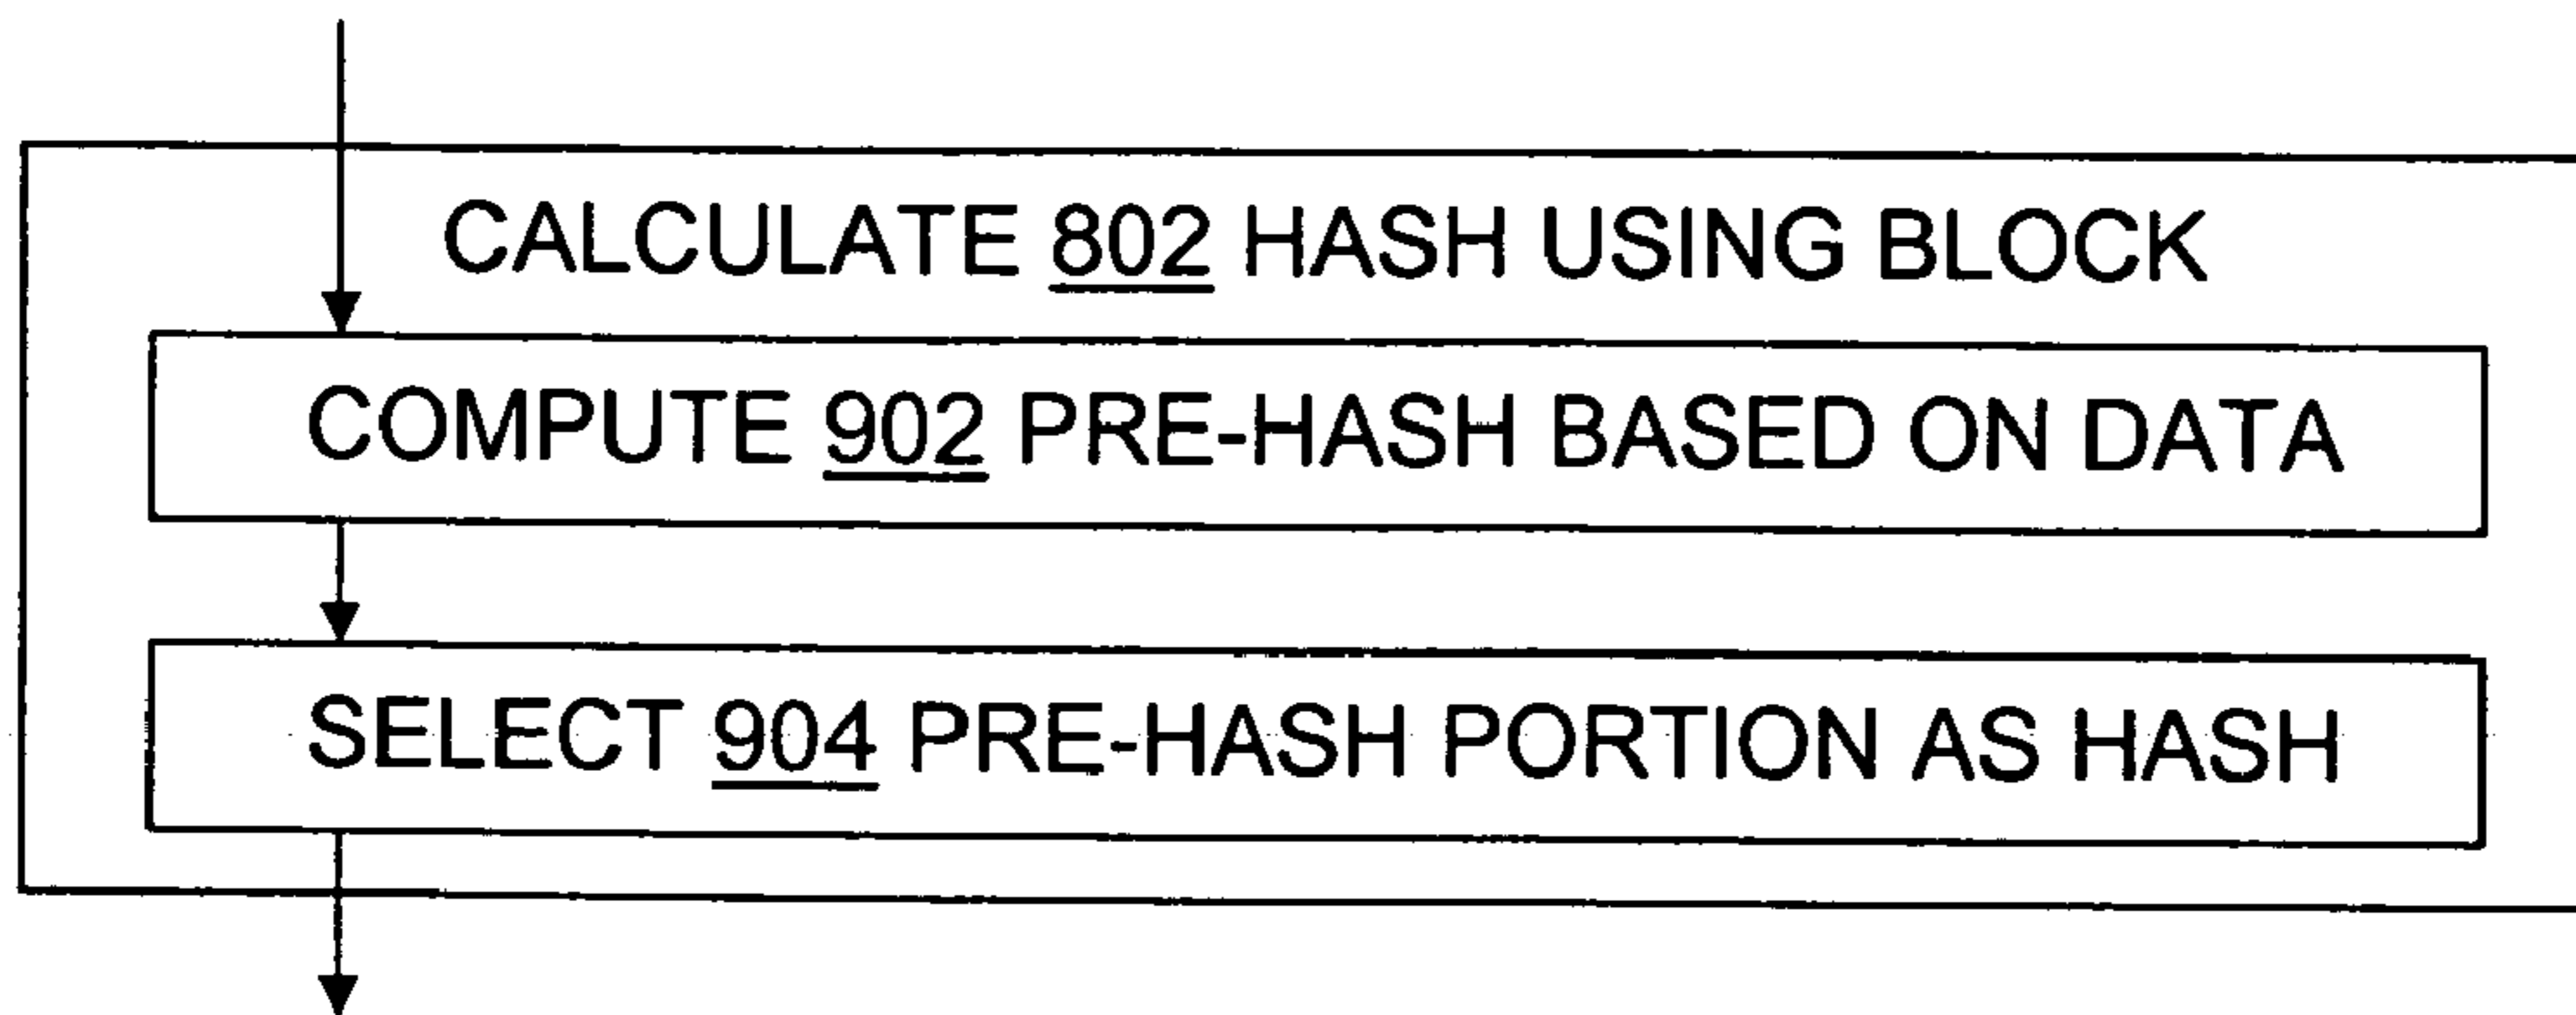 CALCULATE 802 HASH USING BLOCK
COMPUTE 902 PRE-HASH BASED ON DATA
SELECT 904 PRE-HASH PORTION AS HASH